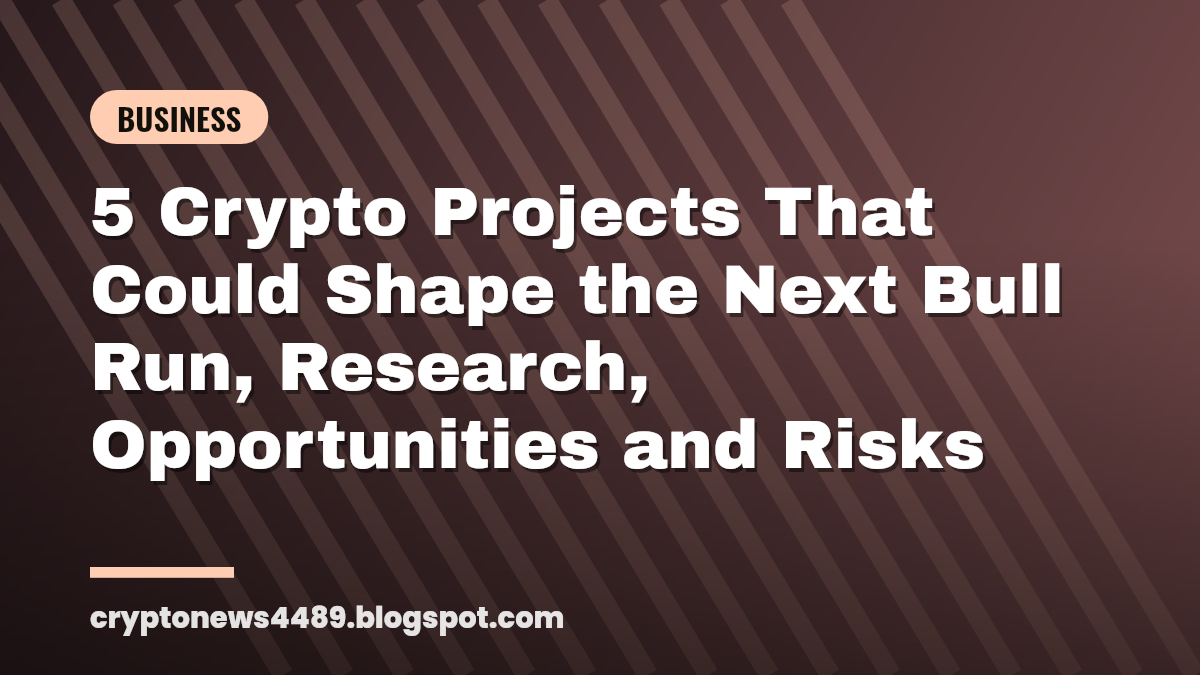 BUSINESS
5 Crypto Projects That
Could Shape the Next Bull
Run, Research,
Opportunities and Risks
cryptonews4489.blogspot.com